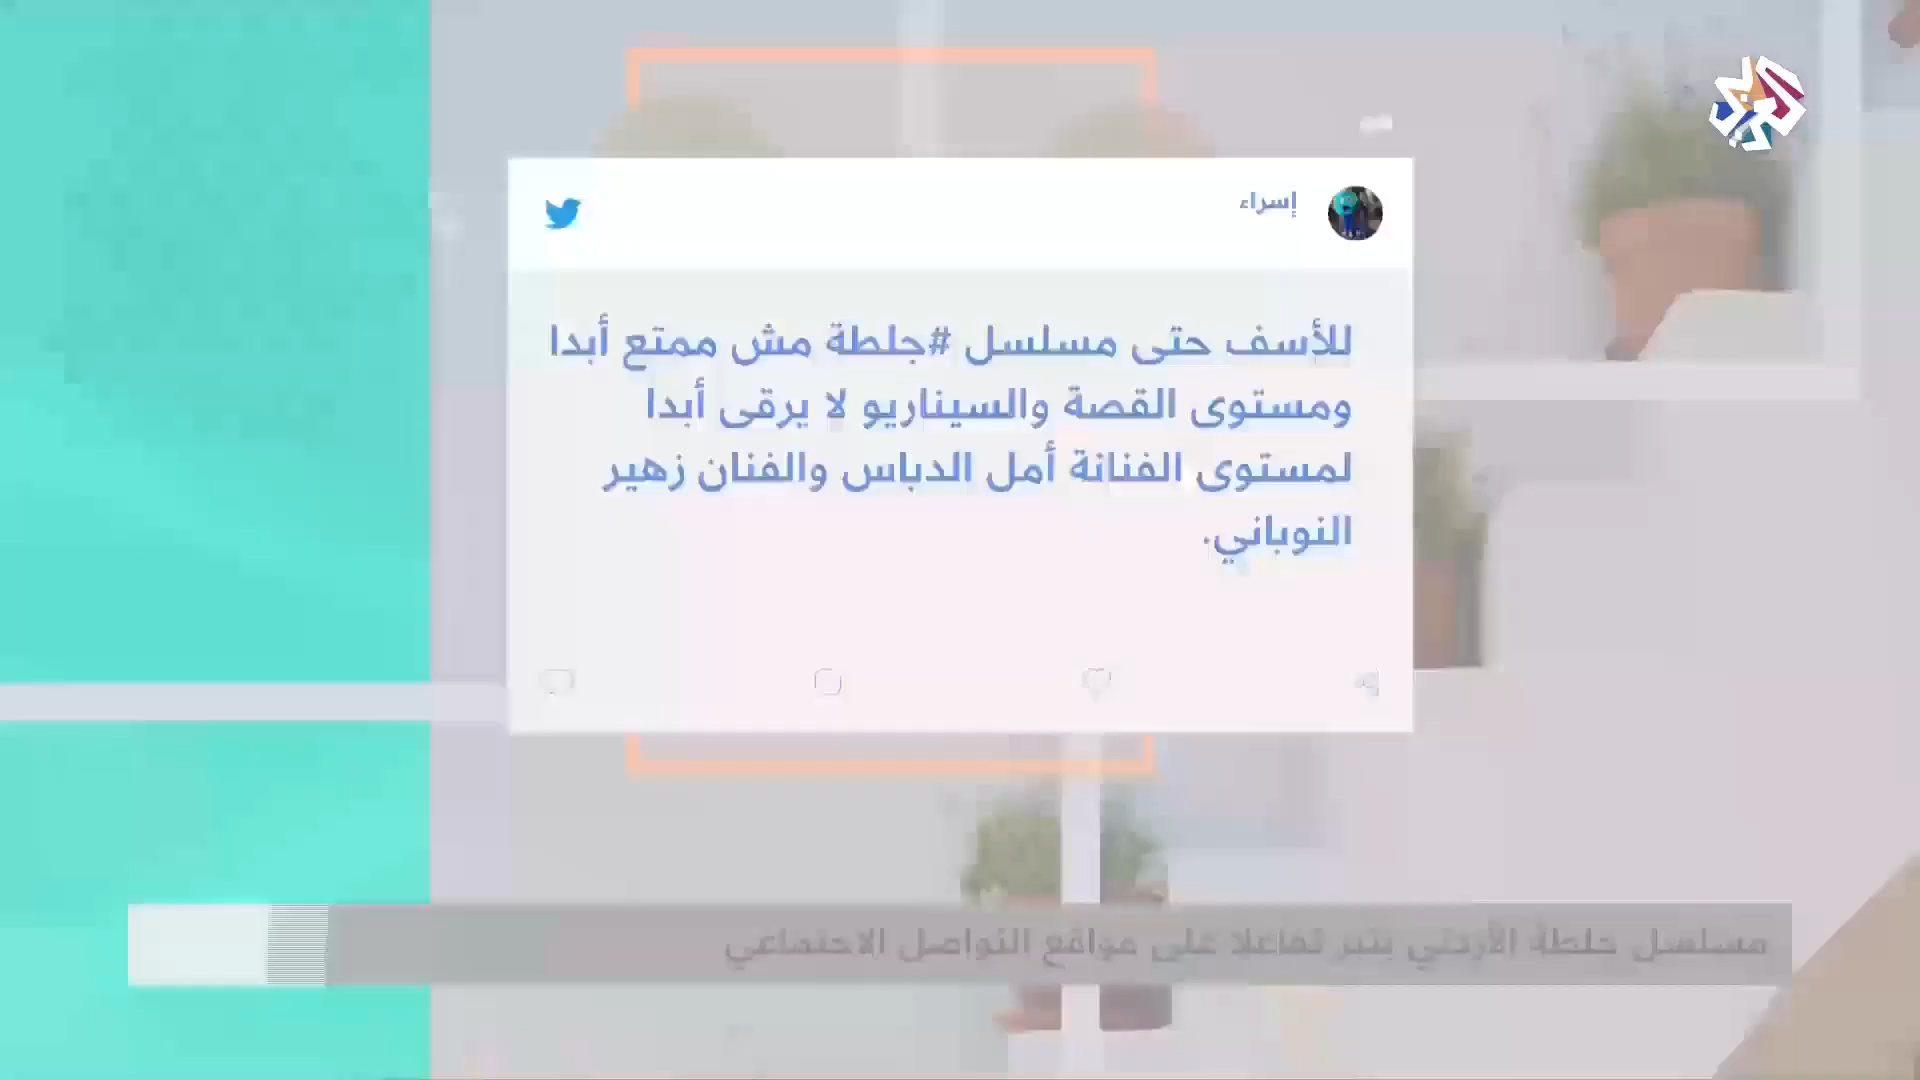 إسراء
للأسف حتى مسلسل #جلطة مش ممتع أبدا
ومستوى القصة والسيناريو لا يرقى أبدا
لمستوى الفنانة أمل الدباس والفنان زهير
النوباني.
مسلسل جلطة الأردني يثير تفاعلا على مواقع التواصل الاجتماعي